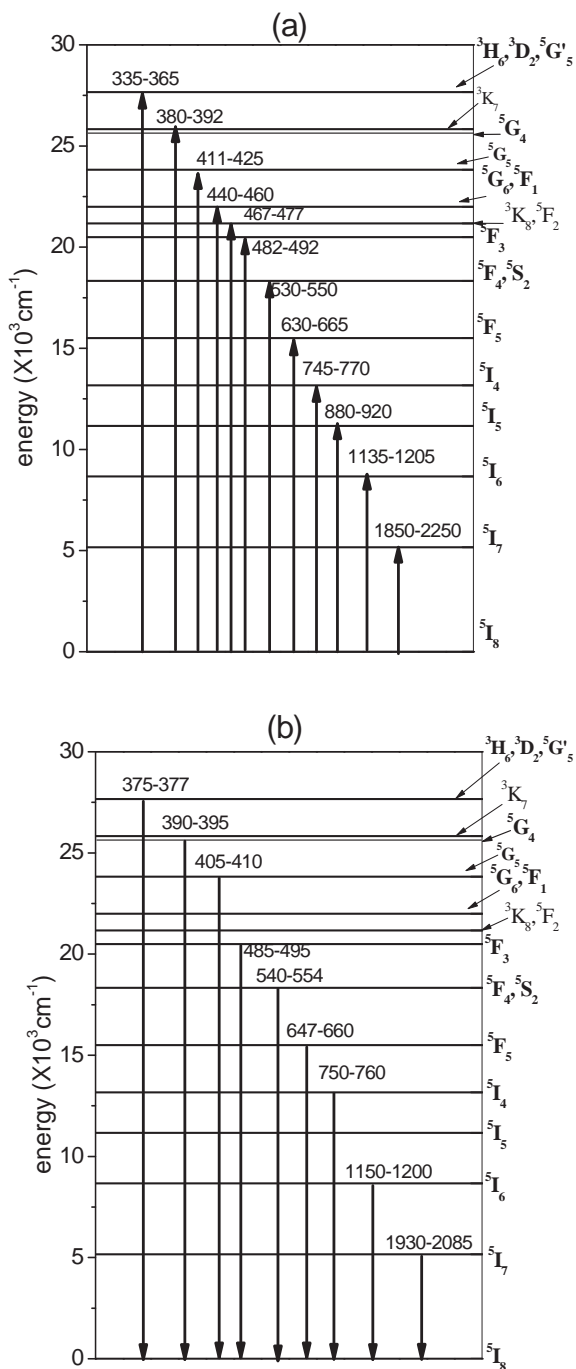 (a)
30
25
20
15
10
5
0
energy (X10³cm⁻¹)
335-365
380-392
411-425
440-460
467-477
482-492
530-550
630-665
745-770
880-920
1135-1205
1850-2250
³H₆,³D₂,⁵G'₅
³K₇
⁵G₄
⁵G₅
⁵G₆,⁵F₁
³K₈,⁵F₂
⁵F₃
⁵F₄,⁵S₂
⁵F₅
⁵I₄
⁵I₅
⁵I₆
⁵I₇
⁵I₈
(b)
30
25
20
15
10
5
0
energy (X10³cm⁻¹)
375-377
390-395
405-410
485-495
540-554
647-660
750-760
1150-1200
1930-2085
³H₆,³D₂,⁵G'₅
³K₇
⁵G₄
⁵G₅
⁵G₆,⁵F₁
³K₈,⁵F₂
⁵F₃
⁵F₄,⁵S₂
⁵F₅
⁵I₄
⁵I₅
⁵I₆
⁵I₇
⁵I₈